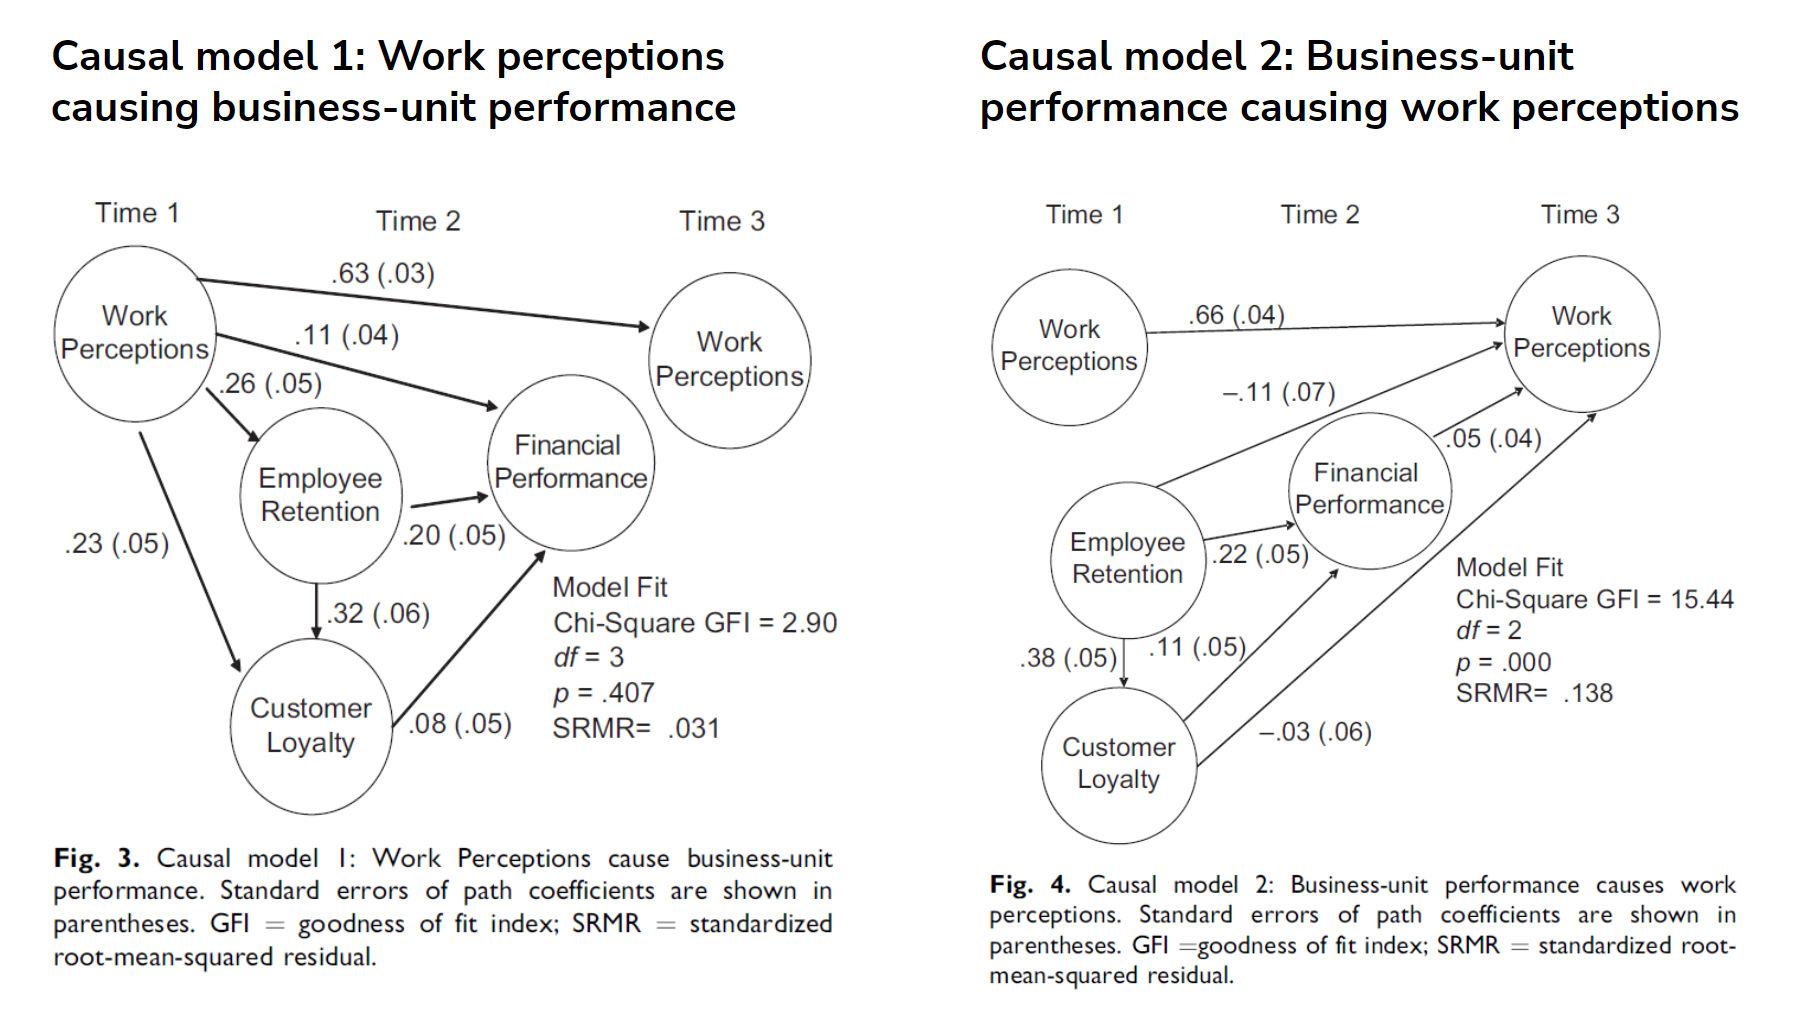 Causal model 1: Work perceptions
causing business-unit performance
Time 1
Time 2
Time 3
.63 (.03)
.11 (.04)
Work
Perceptions
Work
Perceptions
.26 (.05)
Financial
Performance
Employee
Retention
.20 (.05)
.23 (.05)
.32 (.06)
Customer
Loyalty
.08 (.05)
Model Fit
Chi-Square GFI = 2.90
df = 3
p = .407
SRMR= .031
Fig. 3. Causal model 1: Work Perceptions cause business-unit
performance. Standard errors of path coefficients are shown in
parentheses. GFI = goodness of fit index; SRMR = standardized
root-mean-squared residual.
Causal model 2: Business-unit
performance causing work perceptions
Time 1
Time 2
Time 3
.66 (.04)
Work
Perceptions
Work
Perceptions
–.11 (.07)
.05 (.04)
Financial
Performance
Employee
Retention
.22 (.05)
.38 (.05)
.11 (.05)
Customer
Loyalty
–.03 (.06)
Model Fit
Chi-Square GFI = 15.44
df = 2
p = .000
SRMR= .138
Fig. 4. Causal model 2: Business-unit performance causes work
perceptions. Standard errors of path coefficients are shown in
parentheses. GFI =goodness of fit index; SRMR = standardized root-
mean-squared residual.